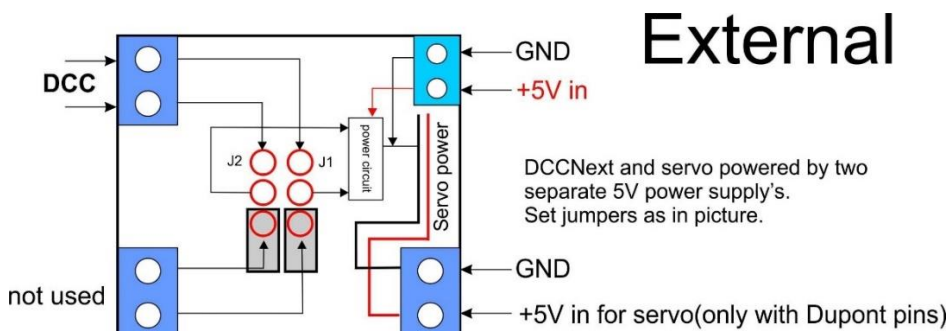 External
GND
DCC
+5V in
J2
J1
power circuit
Servo power
DCCNext and servo powered by two
separate 5V power supply's.
Set jumpers as in picture.
GND
not used
+5V in for servo(only with Dupont pins)